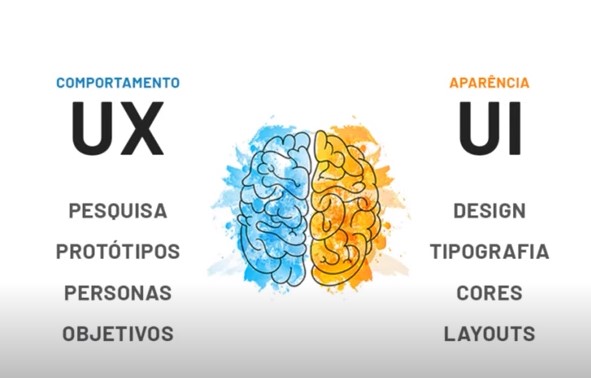 COMPORTAMENTO
UX
PESQUISA
PROTÓTIPOS
PERSONAS
OBJETIVOS
APARÊNCIA
UI
DESIGN
TIPOGRAFIA
CORES
LAYOUTS